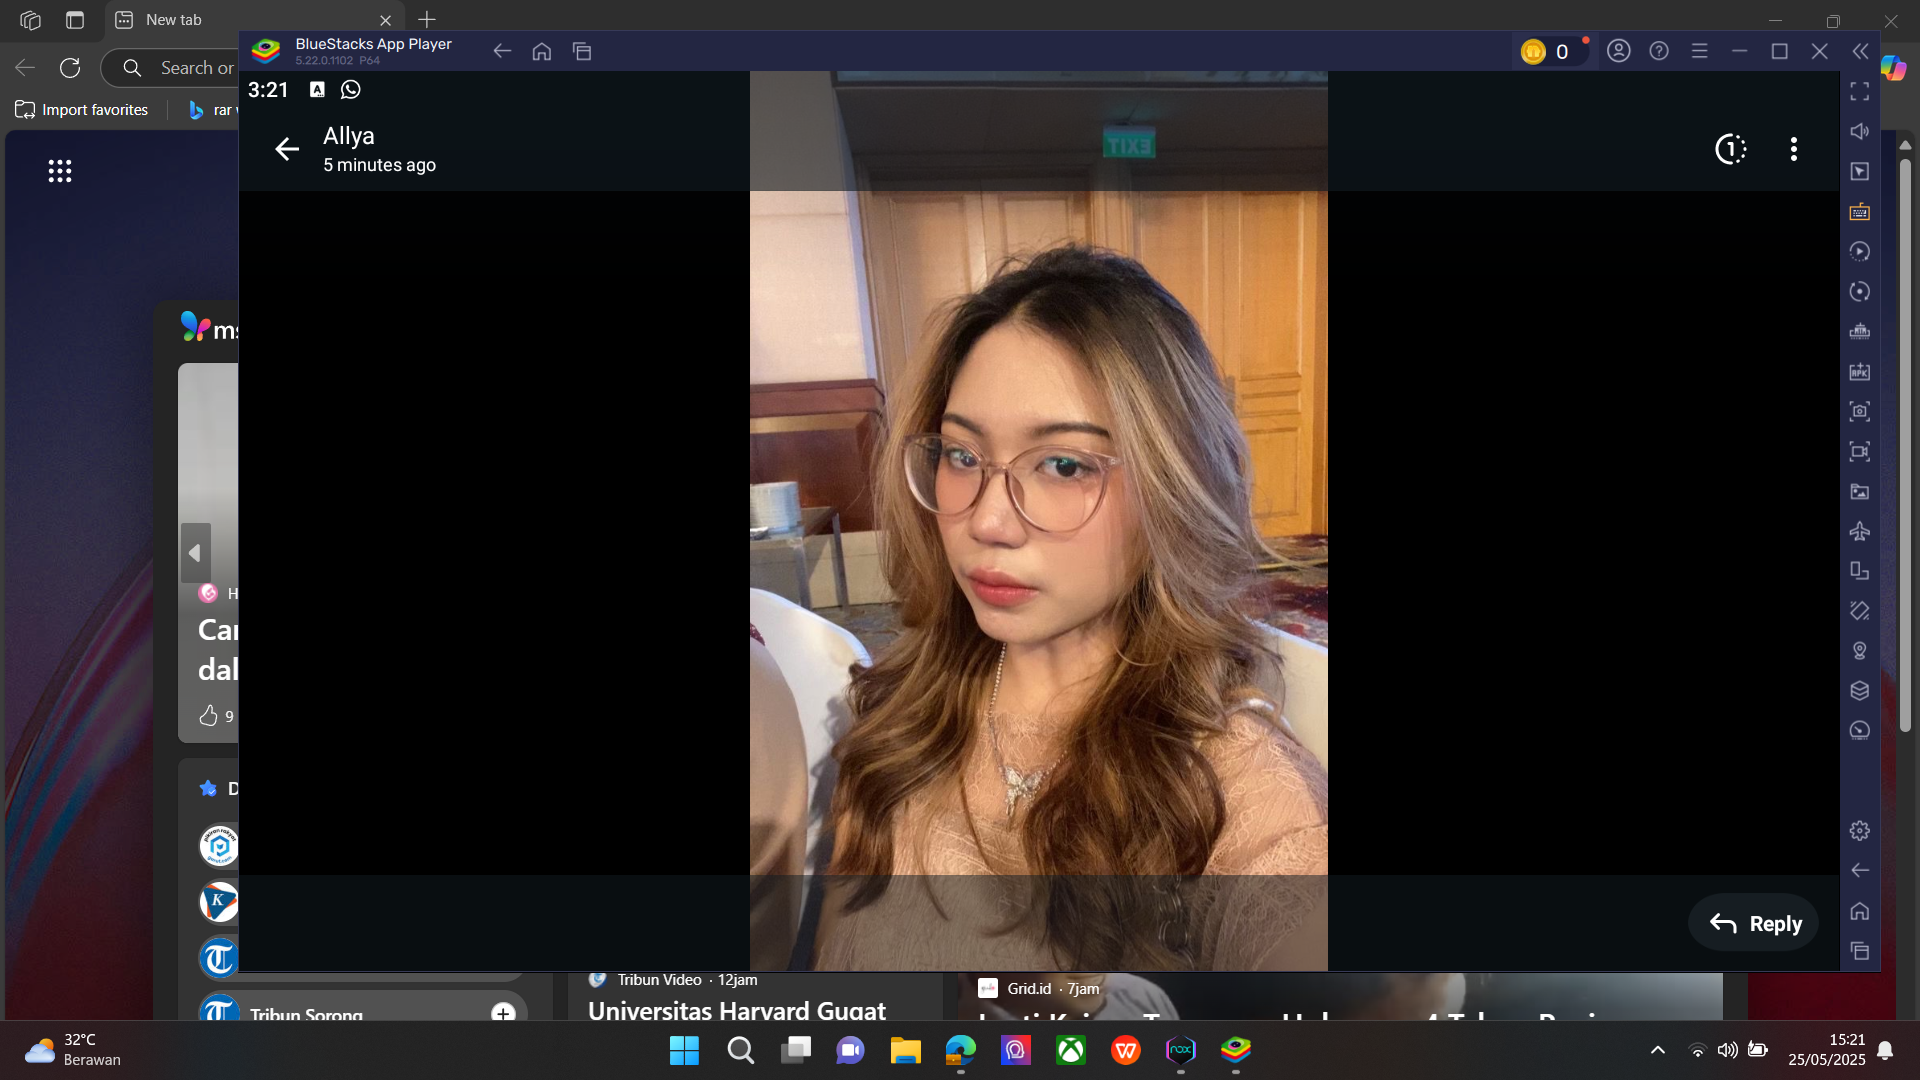 New tab
BlueStacks App Player
5.22.0.1102 P64
0
Search or
Import favorites
rar
3:21
Allya
5 minutes ago
1
EXIT
ms
H
Car
dal
9
D
Reply
Tribun Video · 12jam
Universitas Harvard Gugat
Grid.id · 7jam
Tribun Sorong
32°C
Berawan
15:21
25/05/2025